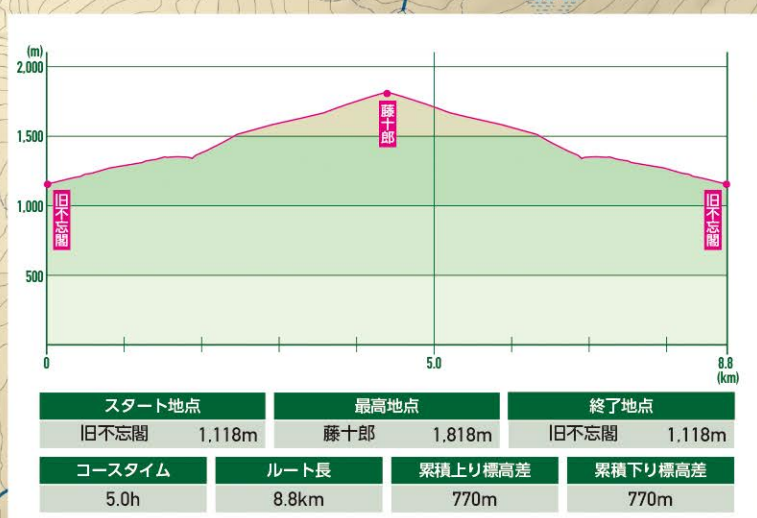 (m)
2,000
1,500
1,000
500
0
5.0
8.8
(km)
旧不忘閣
藤十郎
旧不忘閣
スタート地点 最高地点 終了地点
旧不忘閣 1,118m 藤十郎 1,818m 旧不忘閣 1,118m
コースタイム ルート長 累積上り標高差 累積下り標高差
5.0h 8.8km 770m 770m